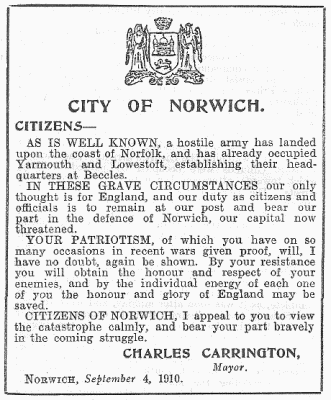 CITY OF NORWICH.
CITIZENS—
AS IS WELL KNOWN, a hostile army has landed
upon the coast of Norfolk, and has already occupied
Yarmouth and Lowestoft, establishing their head-
quarters at Beccles.
IN THESE GRAVE CIRCUMSTANCES our only
thought is for England, and our duty as citizens and
officials is to remain at our post and bear our
part in the defence of Norwich, our capital now
threatened.
YOUR PATRIOTISM, of which you have on so
many occasions in recent wars given proof, will, I
have no doubt, again be shown. By your resistance
you will obtain the honour and respect of your
enemies, and by the individual energy of each one
of you the honour and glory of England may be
saved.
CITIZENS OF NORWICH, I appeal to you to view
the catastrophe calmly, and bear your part bravely
in the coming struggle.
CHARLES CARRINGTON,
Mayor.
NORWICH, September 4, 1910.